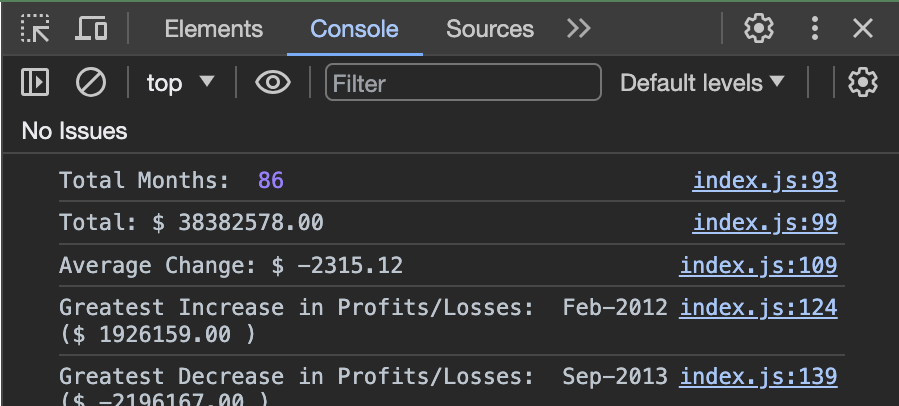 Elements Console Sources
top Filter Default levels
No Issues
Total Months:  86 index.js:93
Total: $ 38382578.00 index.js:99
Average Change: $ -2315.12 index.js:109
Greatest Increase in Profits/Losses:  Feb-2012 index.js:124
($ 1926159.00 )
Greatest Decrease in Profits/Losses:  Sep-2013 index.js:139
($ -2196167.00 )